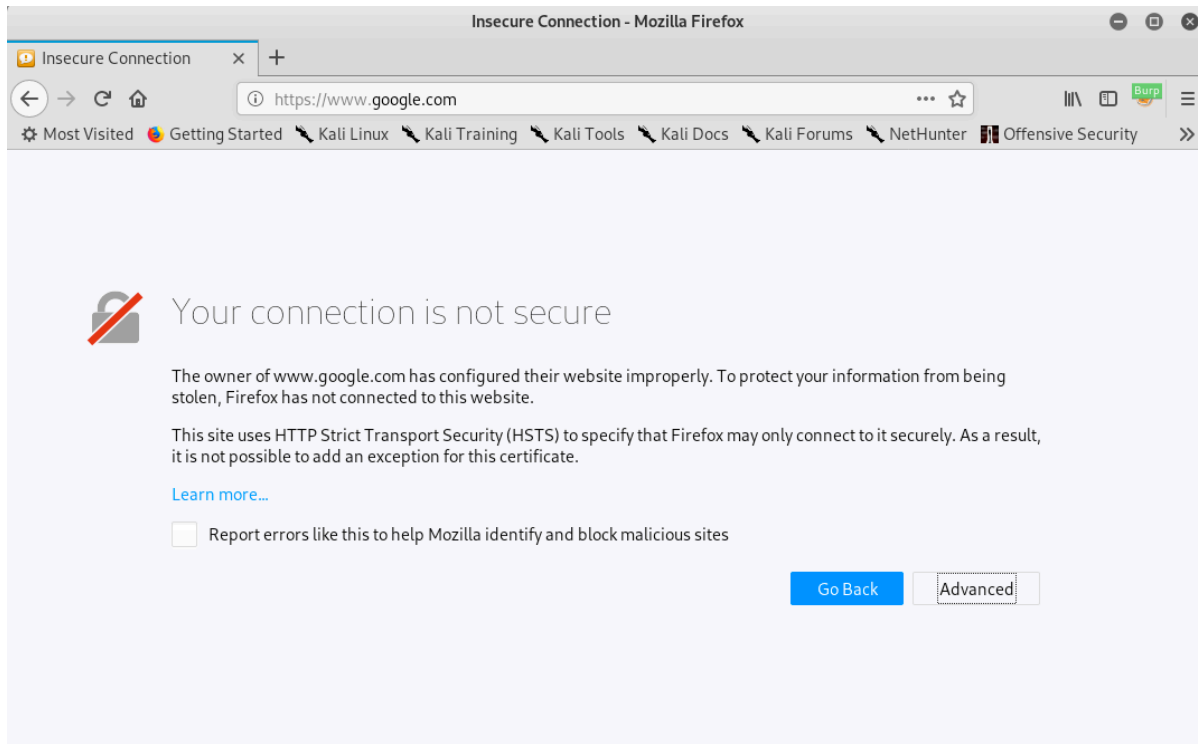 Insecure Connection - Mozilla Firefox
Insecure Connection
https://www.google.com
Burp
Most Visited Getting Started Kali Linux Kali Training Kali Tools Kali Docs Kali Forums NetHunter Offensive Security
Your connection is not secure
The owner of www.google.com has configured their website improperly. To protect your information from being
stolen, Firefox has not connected to this website.
This site uses HTTP Strict Transport Security (HSTS) to specify that Firefox may only connect to it securely. As a result,
it is not possible to add an exception for this certificate.
Learn more...
Report errors like this to help Mozilla identify and block malicious sites
Go Back Advanced